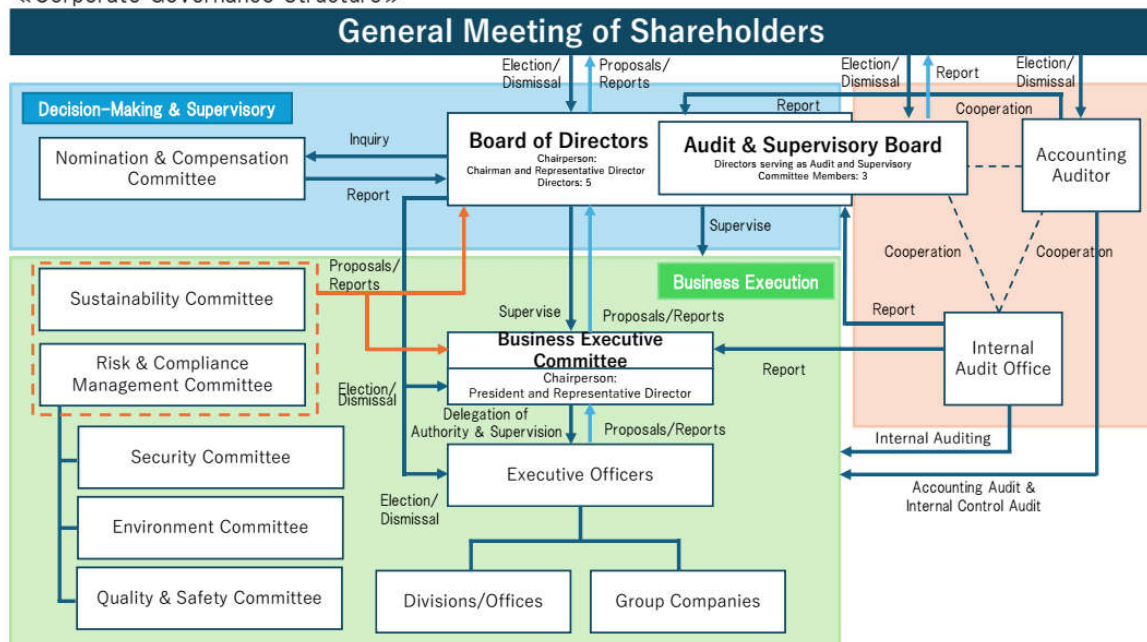 ≪Corporate Governance Structure≫
General Meeting of Shareholders
Election/
Dismissal
Proposals/
Reports
Election/
Dismissal
Report
Election/
Dismissal
Decision-Making & Supervisory
Report
Cooperation
Nomination & Compensation
Committee
Inquiry
Report
Board of Directors
Chairperson:
Chairman and Representative Director
Directors: 5
Audit & Supervisory Board
Directors serving as Audit and Supervisory
Committee Members: 3
Accounting
Auditor
Supervise
Cooperation
Cooperation
Business Execution
Proposals/
Reports
Sustainability Committee
Risk & Compliance
Management Committee
Supervise
Proposals/Reports
Report
Business Executive
Committee
Chairperson:
President and Representative Director
Report
Internal
Audit Office
Election/
Dismissal
Delegation of
Authority & Supervision
Proposals/Reports
Internal Auditing
Security Committee
Executive Officers
Accounting Audit &
Internal Control Audit
Election/
Dismissal
Environment Committee
Quality & Safety Committee
Divisions/Offices
Group Companies